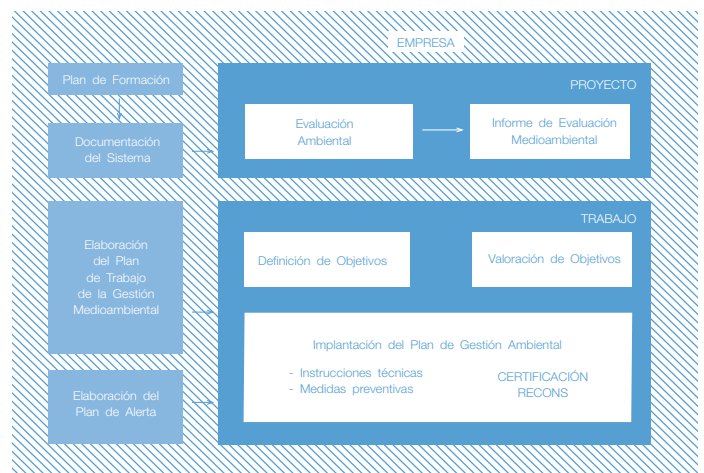 EMPRESA
Plan de Formación
PROYECTO
Documentación
del Sistema
Evaluación
Ambiental
Informe de Evaluación
Medioambiental
TRABAJO
Elaboración
del Plan
de Trabajo
de la Gestión
Medioambiental
Definición de Objetivos
Valoración de Objetivos
Implantación del Plan de Gestión Ambiental
- Instrucciones técnicas
- Medidas preventivas
CERTIFICACIÓN
RECONS
Elaboración del
Plan de Alerta